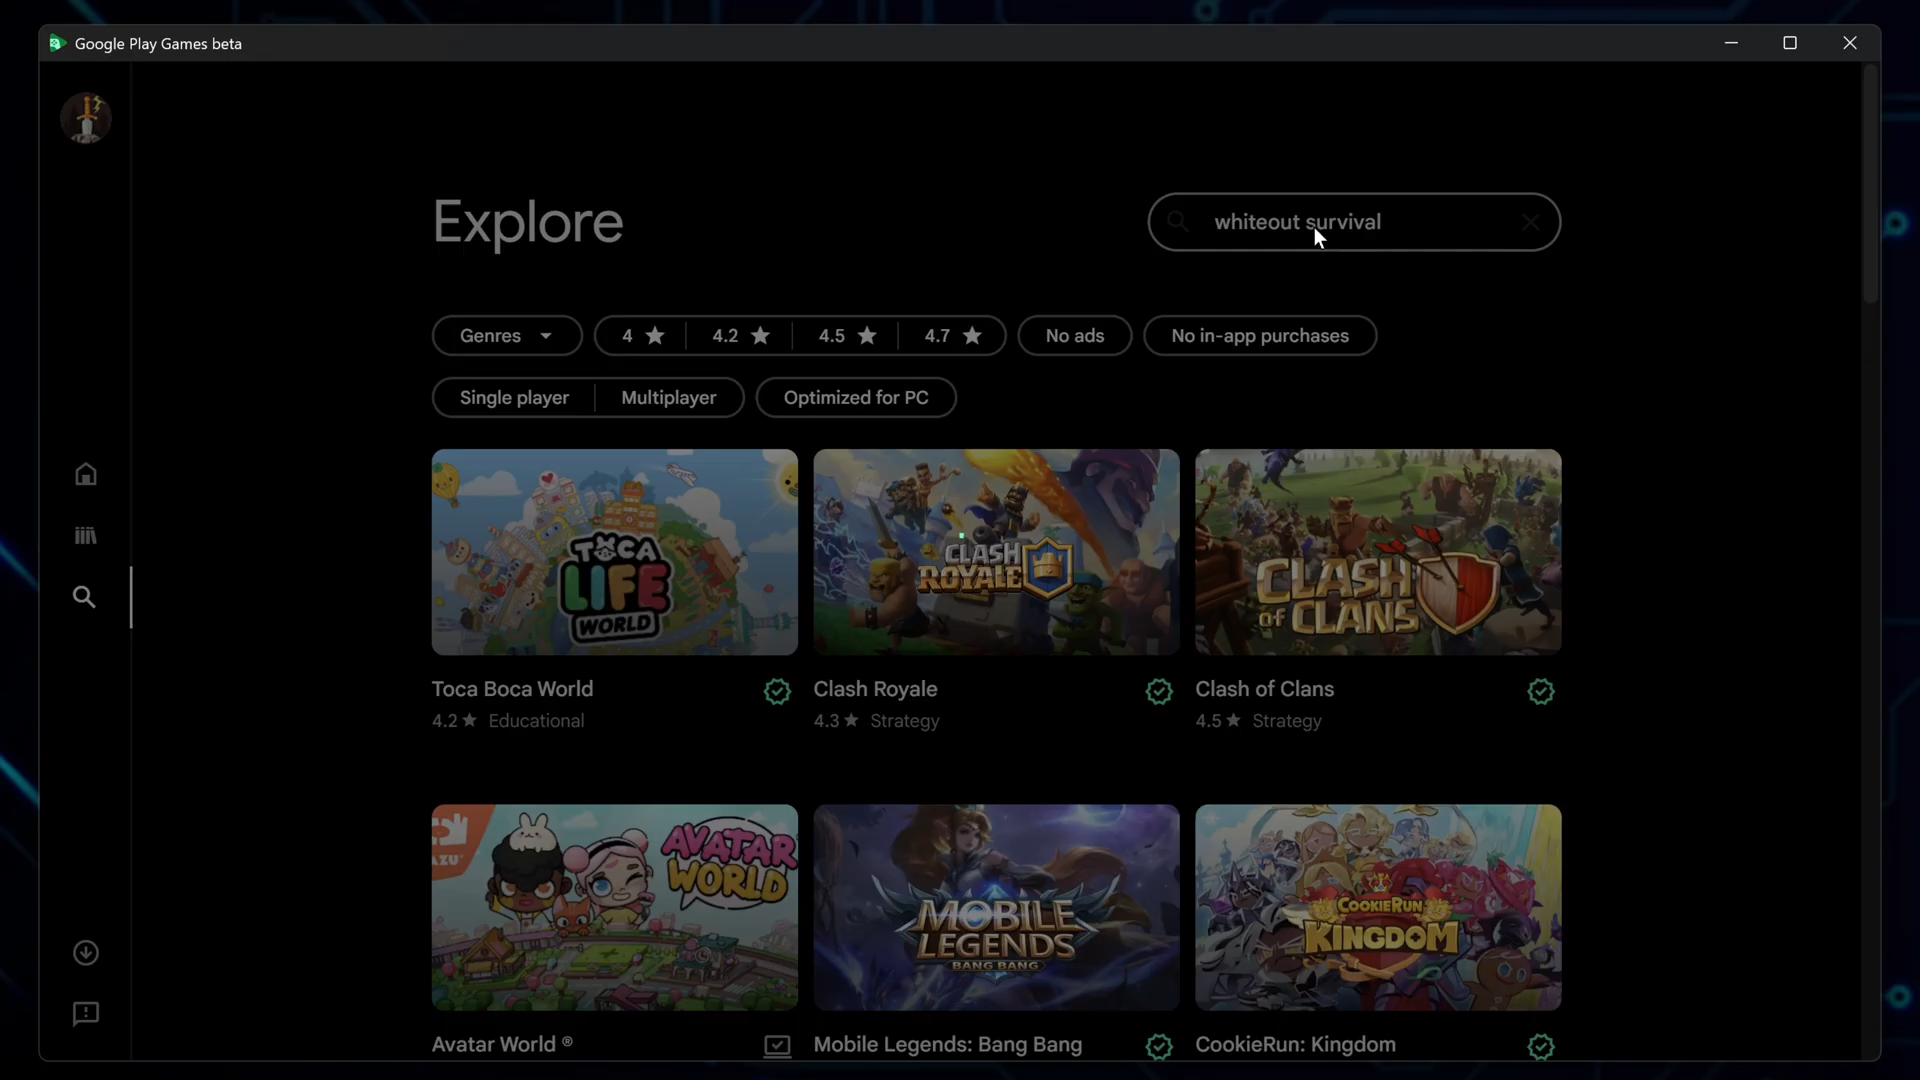 Google Play Games beta
Explore
whiteout survival
Genres
4
4.2
4.5
4.7
No ads
No in-app purchases
Single player
Multiplayer
Optimized for PC
TOCA
LIFE
WORLD
CLASH
ROYALE
CLASH
OF CLANS
Toca Boca World
4.2 ★ Educational
Clash Royale
4.3 ★ Strategy
Clash of Clans
4.5 ★ Strategy
AZU
AVATAR
WORLD
MOBILE
LEGENDS
BANG BANG
COOKIERUN
KINGDOM
Avatar World ®
Mobile Legends: Bang Bang
CookieRun: Kingdom